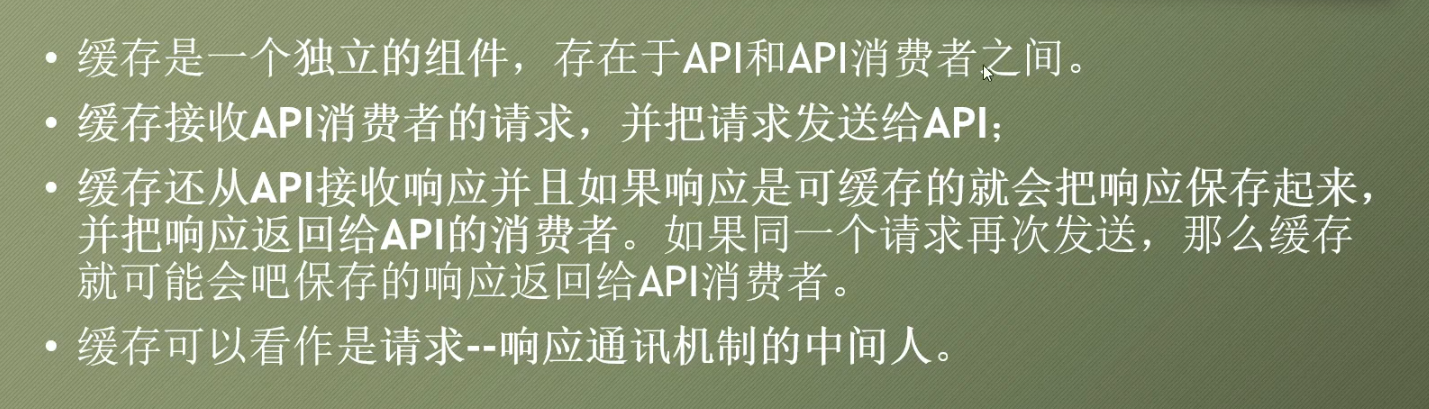 • 缓存是一个独立的组件，存在于API和API消费者之间。
• 缓存接收API消费者的请求，并把请求发送给API；
• 缓存还从API接收响应并且如果响应是可缓存的就会把响应保存起来，
并把响应返回给API的消费者。如果同一个请求再次发送，那么缓存
就可能会吧保存的响应返回给API消费者。
• 缓存可以看作是请求--响应通讯机制的中间人。